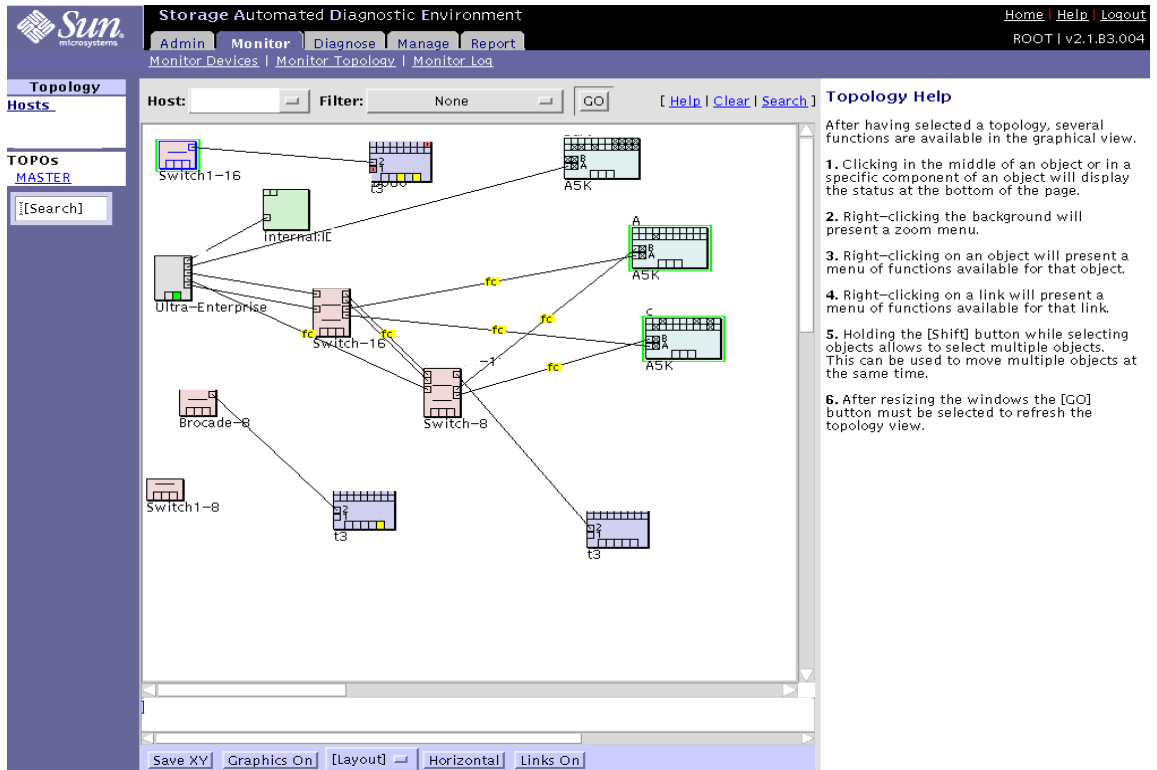 Sun
microsystems
Storage Automated Diagnostic Environment
Home | Help | Logout
Admin Monitor Diagnose Manage Report
ROOT | v2.1.B3.004
Monitor Devices | Monitor Topology | Monitor Log
Topology
Hosts
TOPOs
MASTER
[Search]
Host:
Filter: None
GO
[ Help | Clear | Search ]
Switch1-16
2
1
t3
B
A
A5K
Internal:
Ultra-Enterprise
Switch-16
fc
fc
fc
fc
fc
fc
A
B
A
A5K
C
B
A
A5K
-1
Switch-8
Brocade-8
Switch1-8
2
1
t3
2
1
t3
Save XY Graphics On [Layout] Horizontal Links On
Topology Help
After having selected a topology, several
functions are available in the graphical view.
1. Clicking in the middle of an object or in a
specific component of an object will display
the status at the bottom of the page.
2. Right-clicking the background will
present a zoom menu.
3. Right-clicking on an object will present a
menu of functions available for that object.
4. Right-clicking on a link will present a
menu of functions available for that link.
5. Holding the [Shift] button while selecting
objects allows to select multiple objects.
This can be used to move multiple objects at
the same time.
6. After resizing the windows the [GO]
button must be selected to refresh the
topology view.